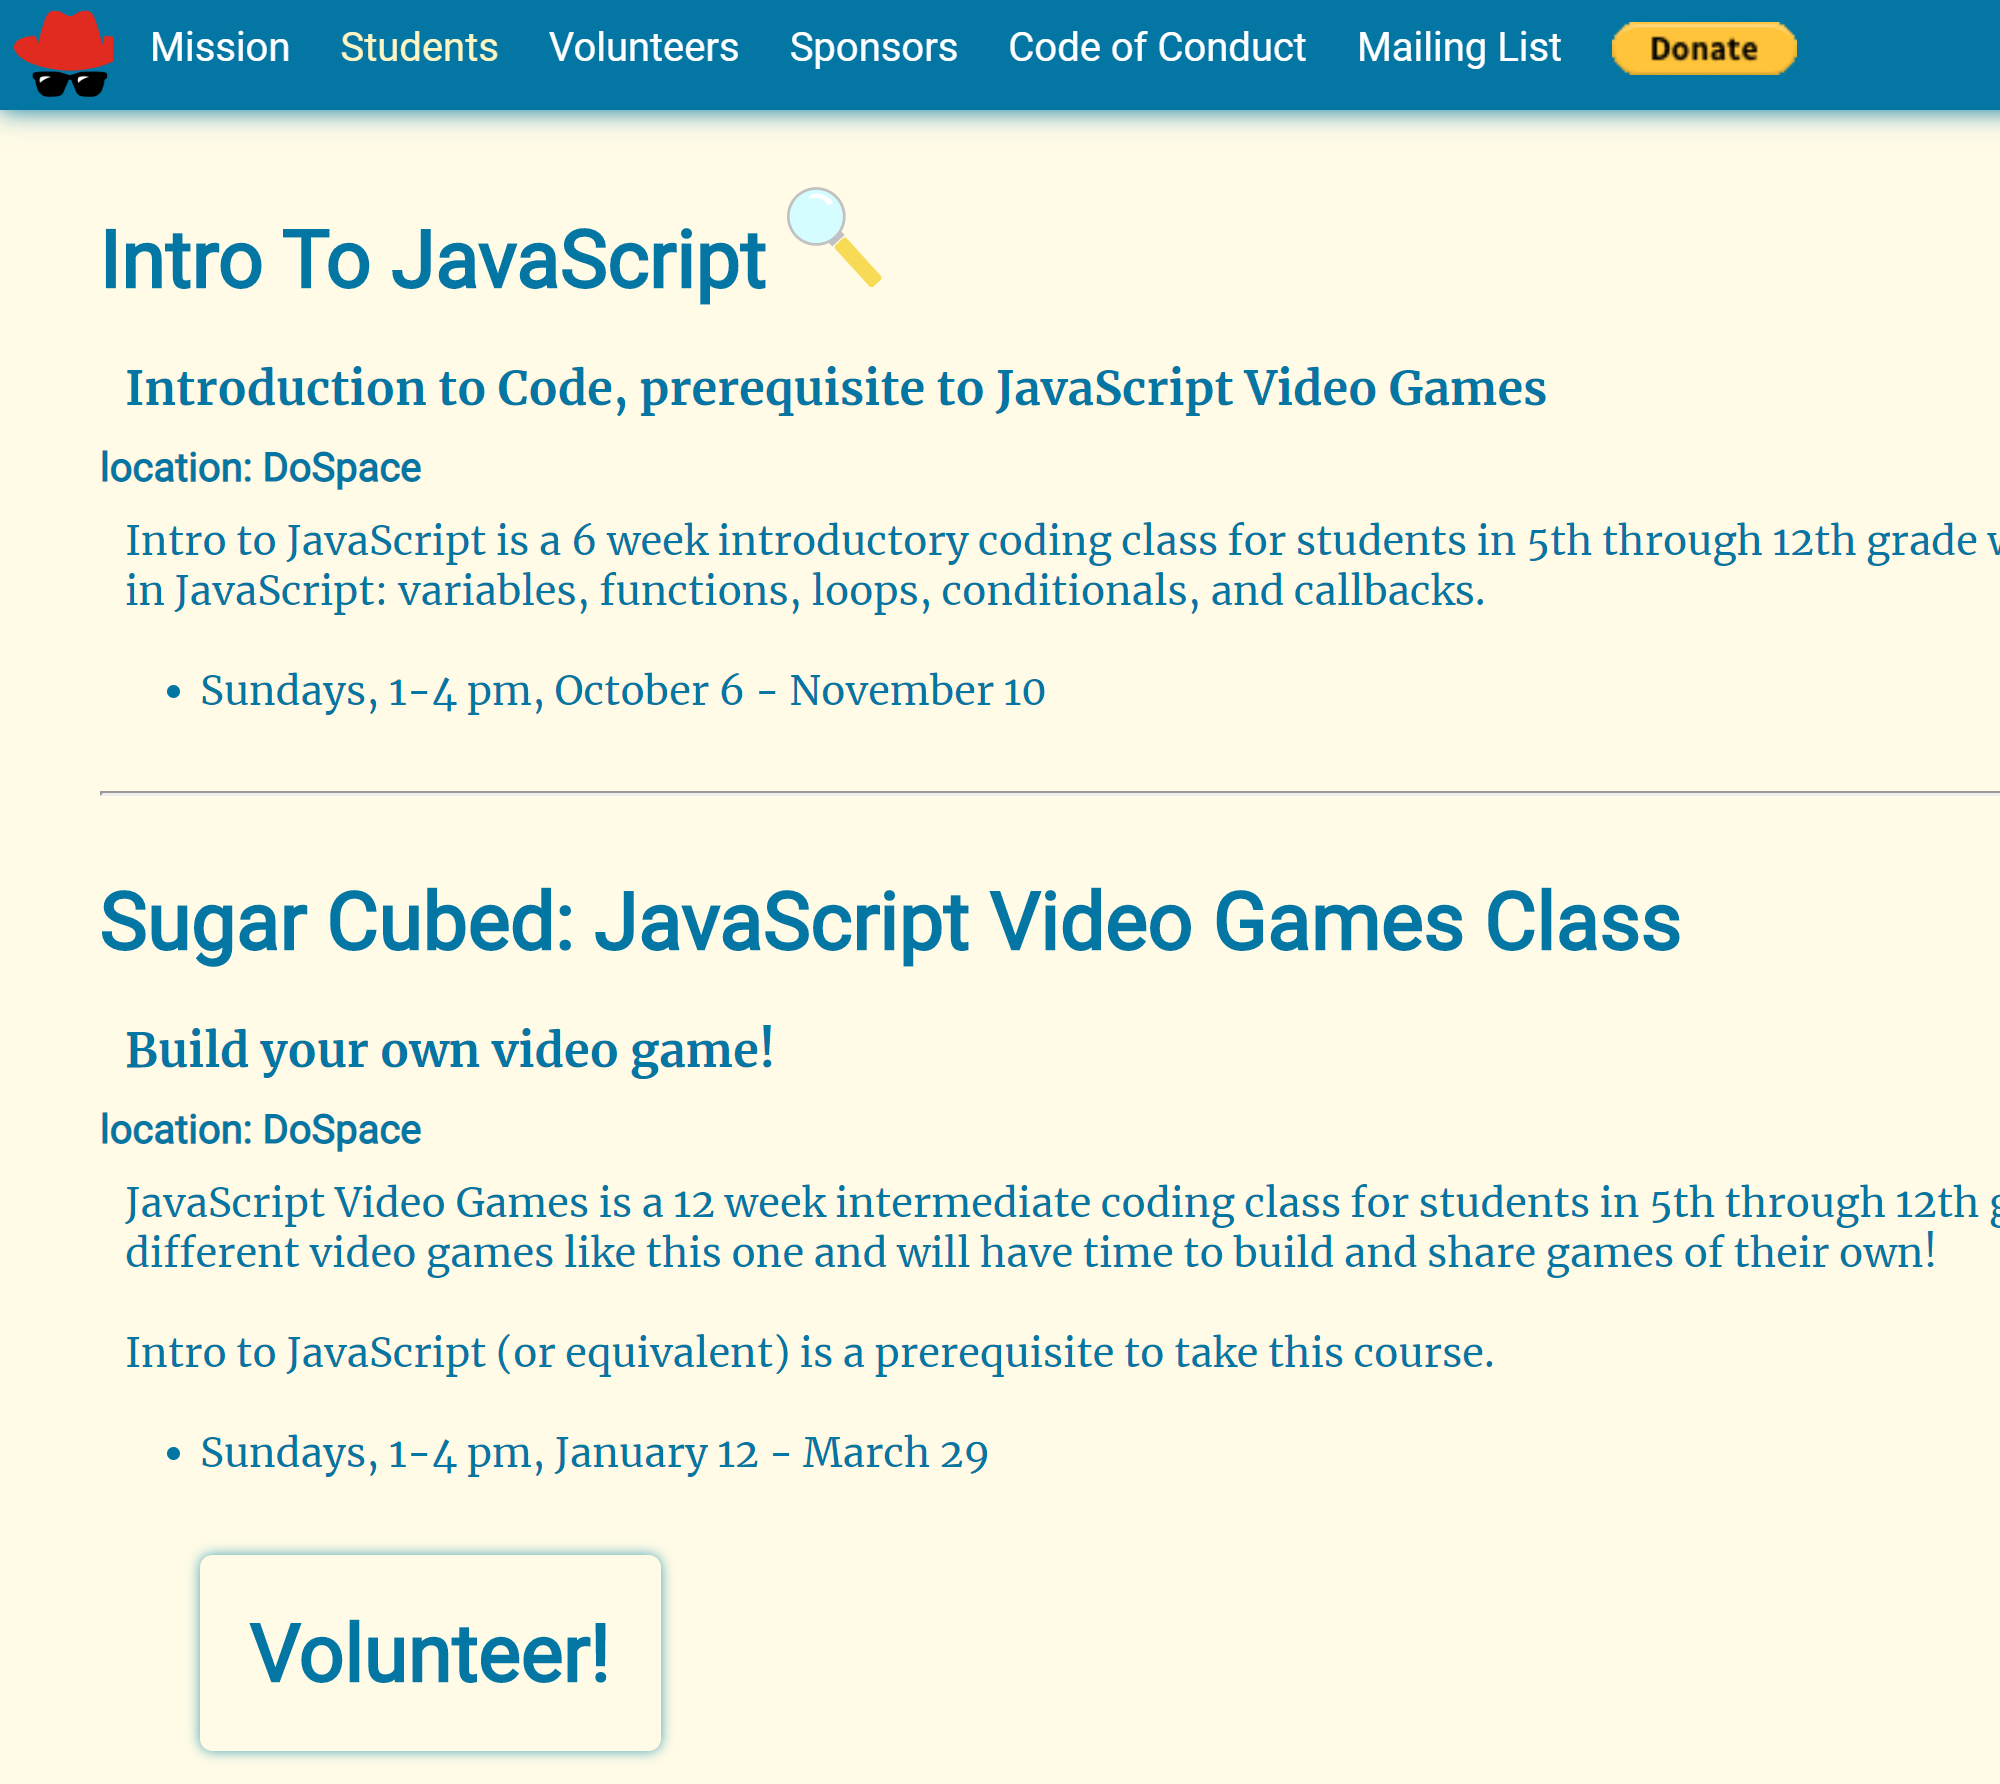 Mission Students Volunteers Sponsors Code of Conduct Mailing List Donate
Intro To JavaScript
Introduction to Code, prerequisite to JavaScript Video Games
location: DoSpace
Intro to JavaScript is a 6 week introductory coding class for students in 5th through 12th grade
in JavaScript: variables, functions, loops, conditionals, and callbacks.
• Sundays, 1-4 pm, October 6 - November 10
Sugar Cubed: JavaScript Video Games Class
Build your own video game!
location: DoSpace
JavaScript Video Games is a 12 week intermediate coding class for students in 5th through 12th
different video games like this one and will have time to build and share games of their own!
Intro to JavaScript (or equivalent) is a prerequisite to take this course.
• Sundays, 1-4 pm, January 12 - March 29
Volunteer!